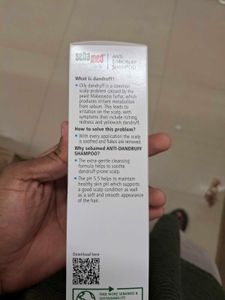 sebamed
ANTI
DANDRUFF
SHAMPOO
What is dandruff?
• Oily dandruff is a common
scalp problem caused by the
yeast Malassezia furfur, which
produces irritant metabolites
from sebum. This leads to
irritation on the scalp, with
symptoms that include itching,
redness and yellowish dandruff.
How to solve this problem?
• With every application the scalp
is soothed and flakes are removed.
Why sebamed ANTI-DANDRUFF
SHAMPOO?
• The extra-gentle cleansing
formula helps to soothe
dandruff-prone scalp.
• The pH 5.5 helps to maintain
healthy skin pH which supports
a good scalp condition as well
as a soft and smooth appearance
of the hair.
Download here